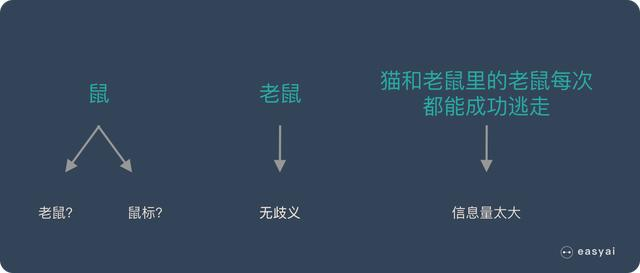 鼠
老鼠
猫和老鼠里的老鼠每次
都能成功逃走
老鼠?
鼠标?
无歧义
信息量太大
easyai